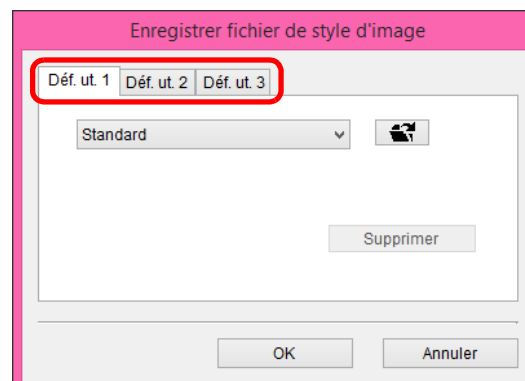 Enregistrer fichier de style d'image
Déf. ut. 1 Déf. ut. 2 Déf. ut. 3
Standard
Supprimer
OK Annuler